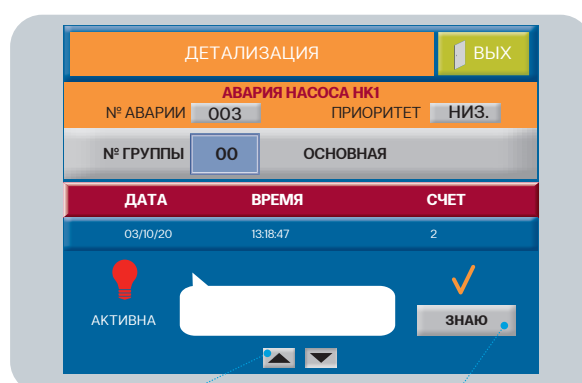 ДЕТАЛИЗАЦИЯ ВЫХ
АВАРИЯ НАСОСА НК1
№ АВАРИИ 003 ПРИОРИТЕТ НИЗ.
№ ГРУППЫ 00 ОСНОВНАЯ
ДАТА ВРЕМЯ СЧЕТ
03/10/20 13:18:47 2
АКТИВНА ЗНАЮ